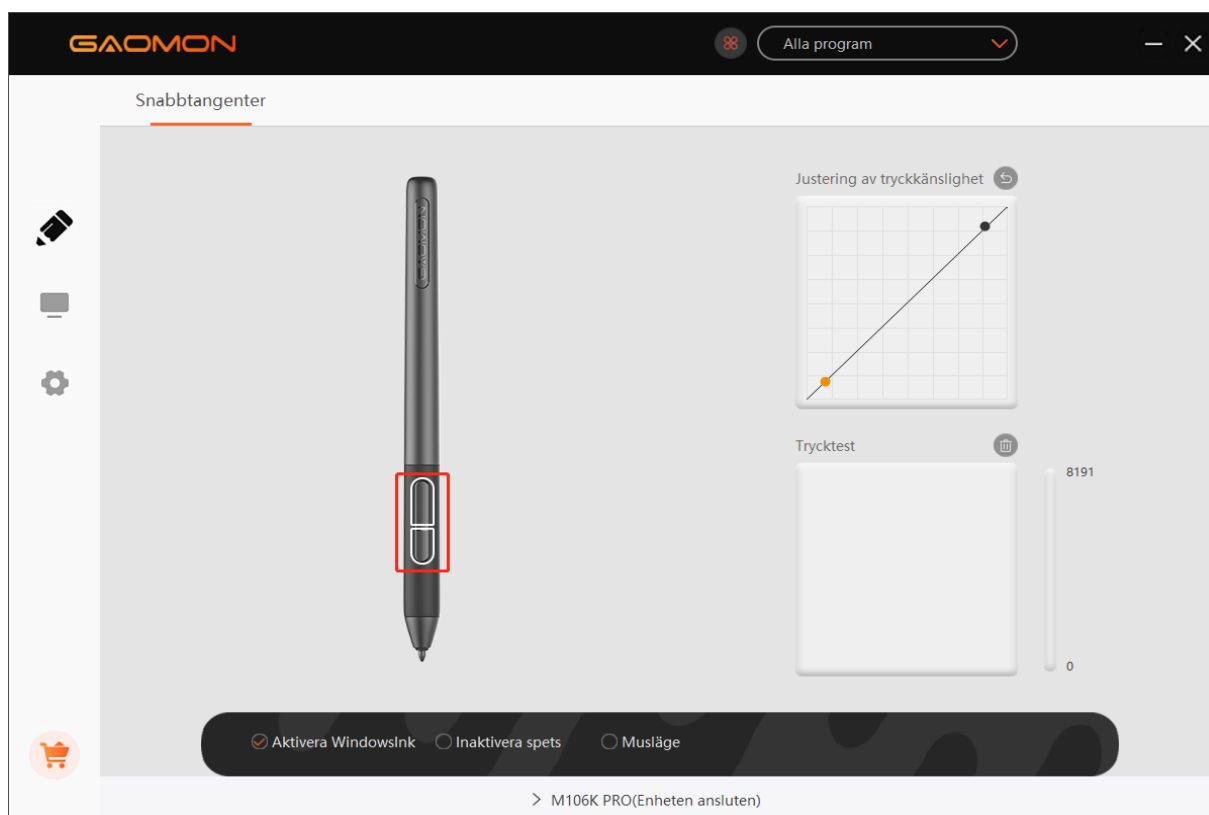 GAOMON
Alla program
Snabbtangenter
Justering av tryckkänslighet
GAOMON
Trycktest
8191
0
Aktivera WindowsInk
Inaktivera spets
Musläge
M106K PRO(Enheten ansluten)